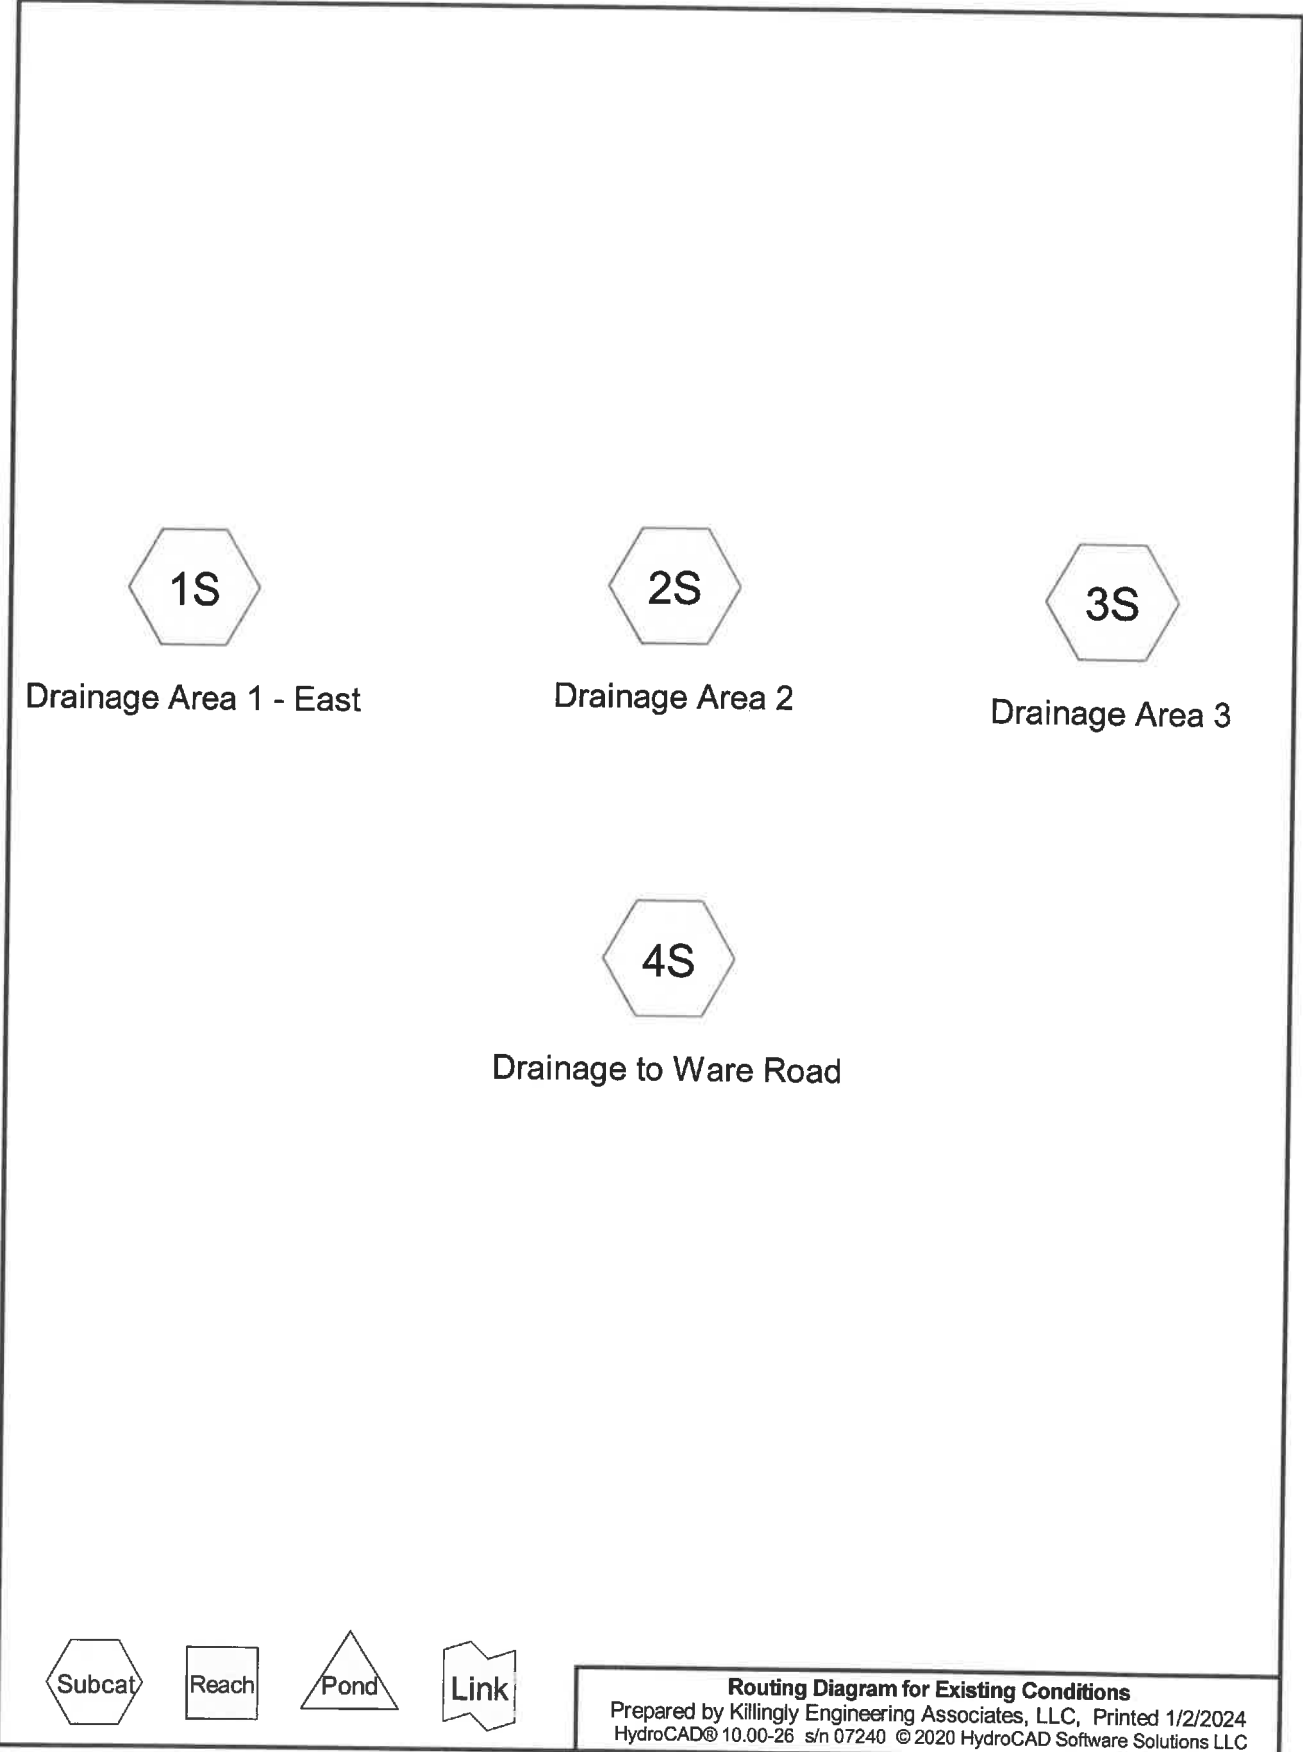 1S
Drainage Area 1 - East
2S
Drainage Area 2
3S
Drainage Area 3
4S
Drainage to Ware Road
Subcat
Reach
Pond
Link
Routing Diagram for Existing Conditions
Prepared by Killingly Engineering Associates, LLC, Printed 1/2/2024
HydroCAD® 10.00-26 s/n 07240 © 2020 HydroCAD Software Solutions LLC